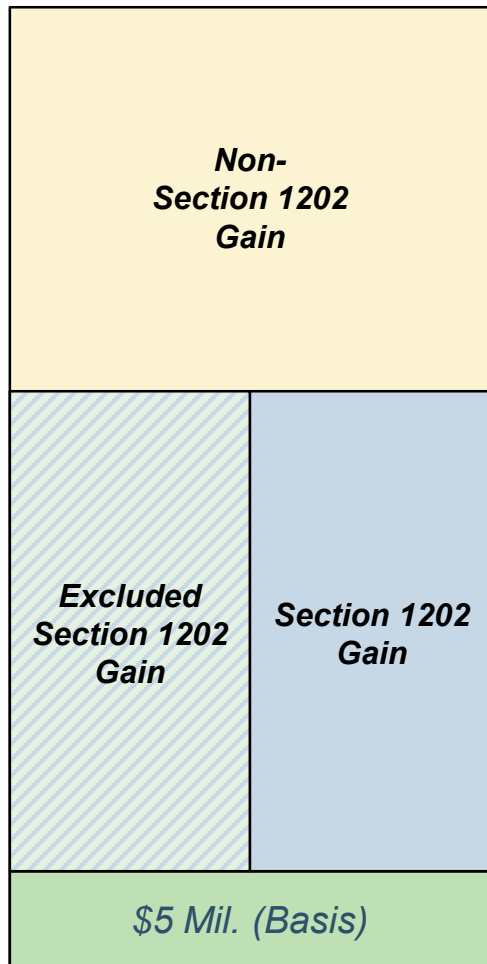 Non-
Section 1202
Gain
Excluded
Section 1202
Gain
Section 1202
Gain
$5 Mil. (Basis)